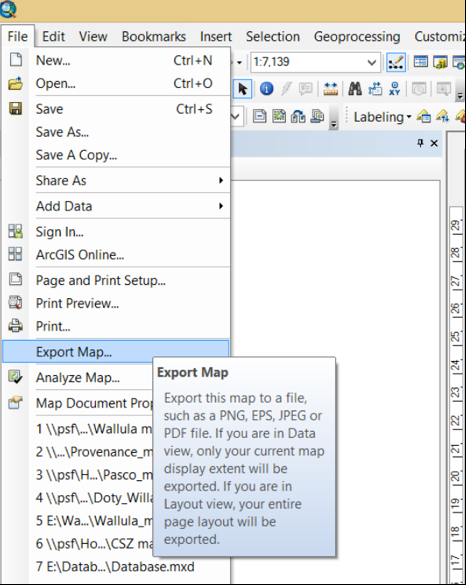 File Edit View Bookmarks Insert Selection Geoprocessing Customiz
New... Ctrl+N
1:7,139
Open... Ctrl+O
Save Ctrl+S
Labeling
Save As...
Save A Copy...
Share As
Add Data
Sign In...
ArcGIS Online...
Page and Print Setup...
Print Preview...
Print...
Export Map...
Analyze Map...
Map Document Prop
1 \\psf\...\Wallula m
2 \\...\Provenance_m
3 \\psf\H...\Pasco_m
4 \\psf\...\Doty_Willa
5 E:\Wa...\Wallula_m
6 \\psf\Ho...\CSZ ma
7 E:\Datab...\Database.mxd
Export Map
Export this map to a file,
such as a PNG, EPS, JPEG or
PDF file. If you are in Data
view, only your current map
display extent will be
exported. If you are in
Layout view, your entire
page layout will be
exported.
29
28
27
26
25
24
23
22
21
20
19
18
17
16